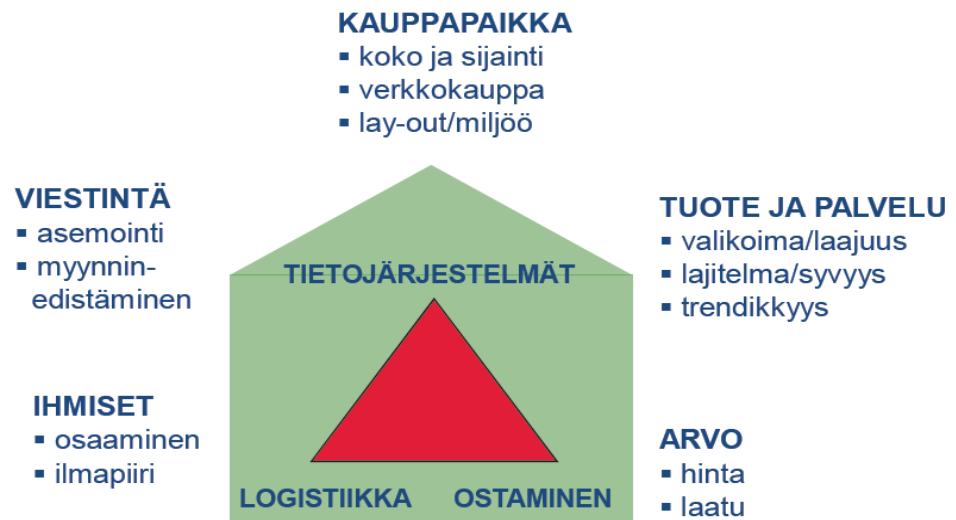 KAUPPAPAIKKA
▪ koko ja sijainti
▪ verkkokauppa
▪ lay-out/miljöö
VIESTINTÄ
▪ asemointi
▪ myynnin-
edistäminen
TUOTE JA PALVELU
▪ valikoima/laajuus
▪ lajitelma/syvyys
▪ trendikkyys
TIETOJÄRJESTELMÄT
IHMISET
▪ osaaminen
▪ ilmapiiri
ARVO
▪ hinta
▪ laatu
LOGISTIIKKA
OSTAMINEN